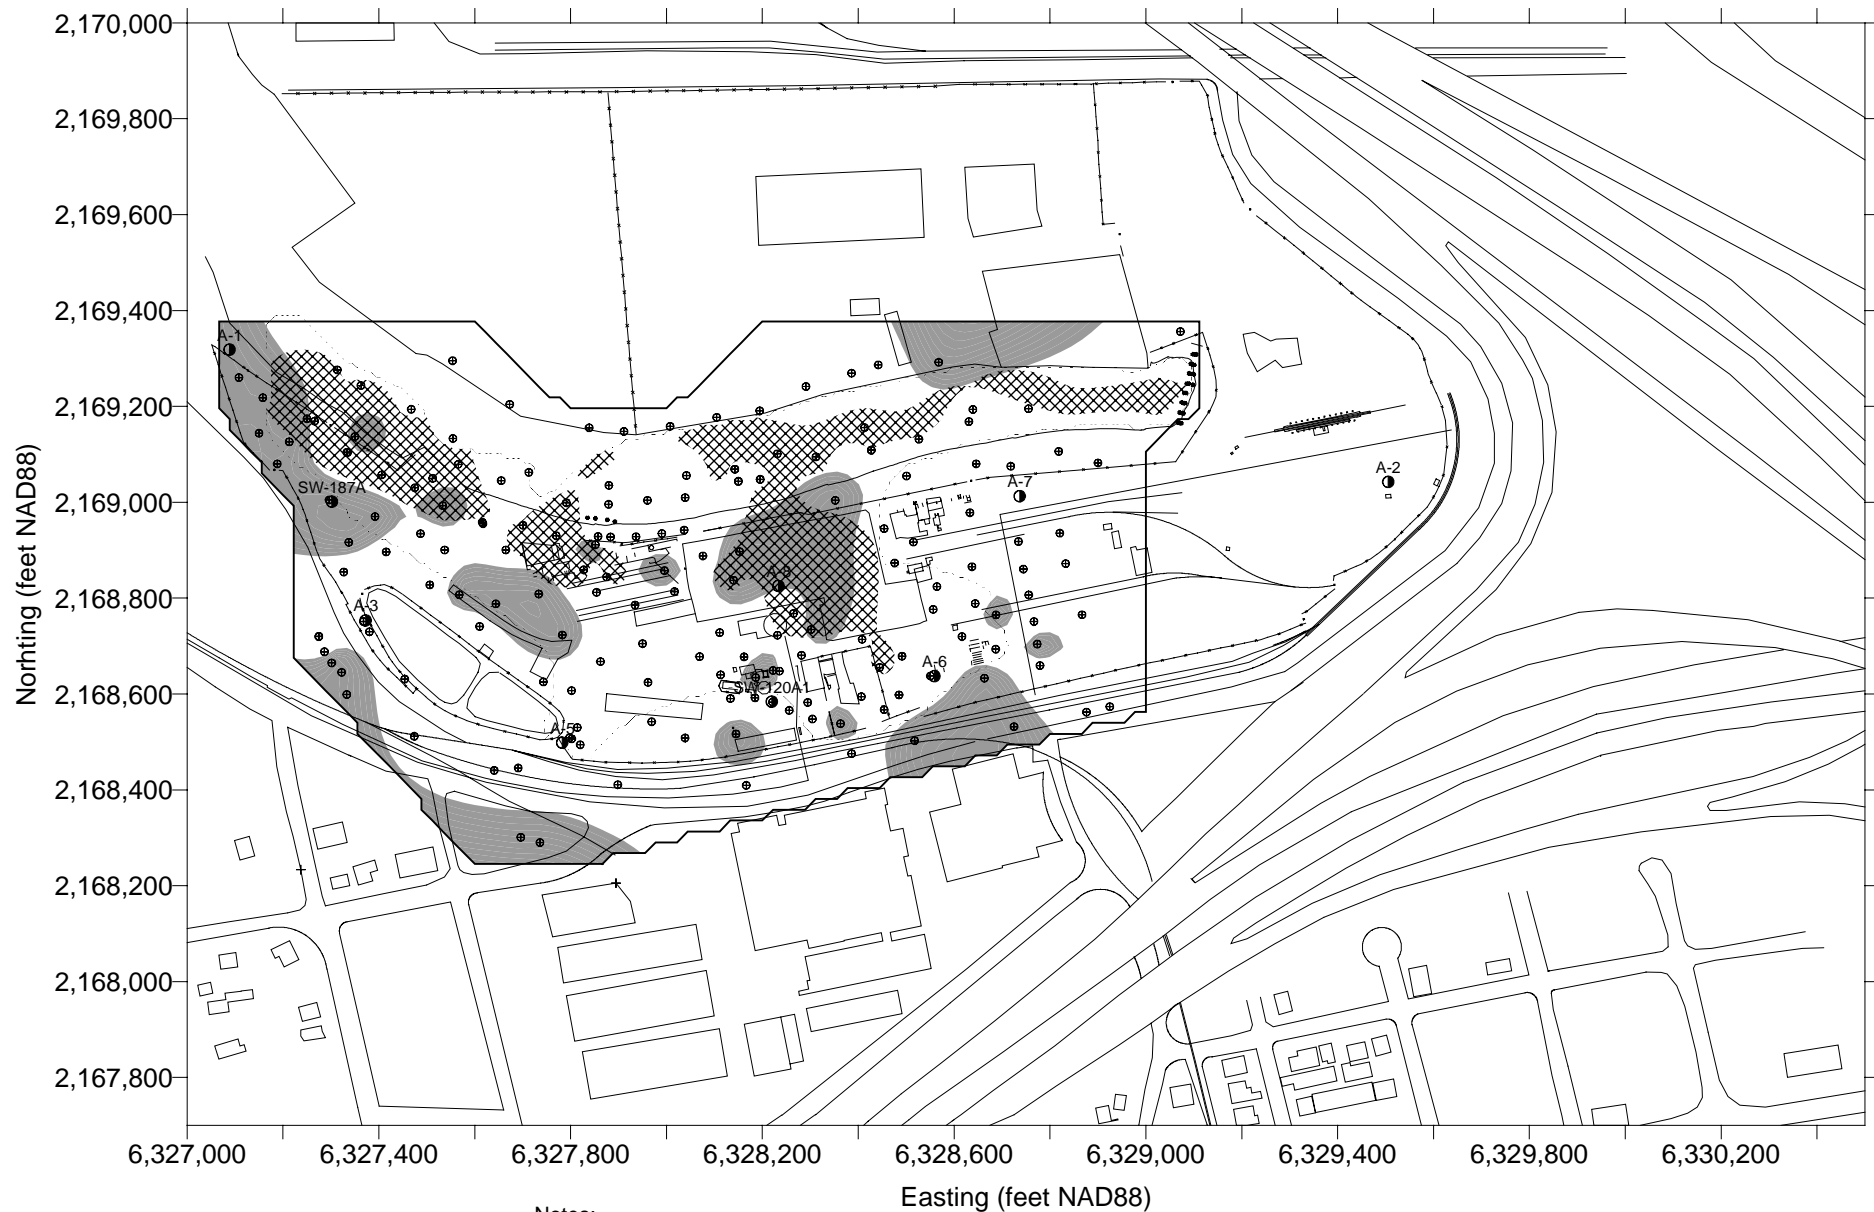 2,170,000
2,169,800
2,169,600
2,169,400
2,169,200
2,169,000
2,168,800
2,168,600
2,168,400
2,168,200
2,168,000
2,167,800
Norhting (feet NAD88)
A-1
A-2
SW-187A
A-7
A-8
A-3
A-6
SW-120A1
A-5
6,327,000
6,327,400
6,327,800
6,328,200
6,328,600
6,329,000
6,329,400
6,329,800
6,330,200
Easting (feet NAD88)
Notes: